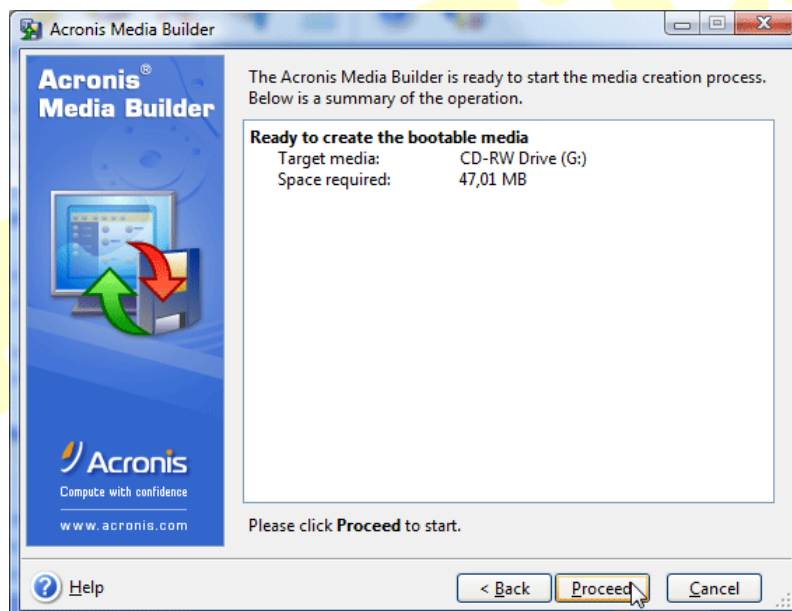 Acronis Media Builder
Acronis®
Media Builder
The Acronis Media Builder is ready to start the media creation process.
Below is a summary of the operation.
Ready to create the bootable media
Target media: CD-RW Drive (G:)
Space required: 47,01 MB
Acronis
Compute with confidence
www.acronis.com
Please click Proceed to start.
Help
< Back
Proceed
Cancel